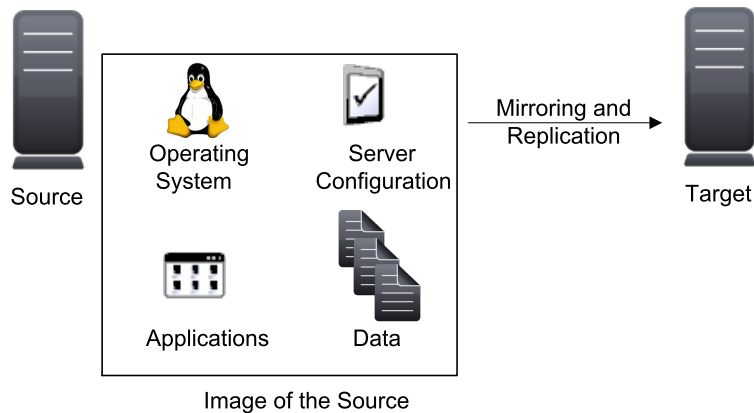 Source
Operating
System
Server
Configuration
Applications
Data
Image of the Source
Mirroring and
Replication
Target